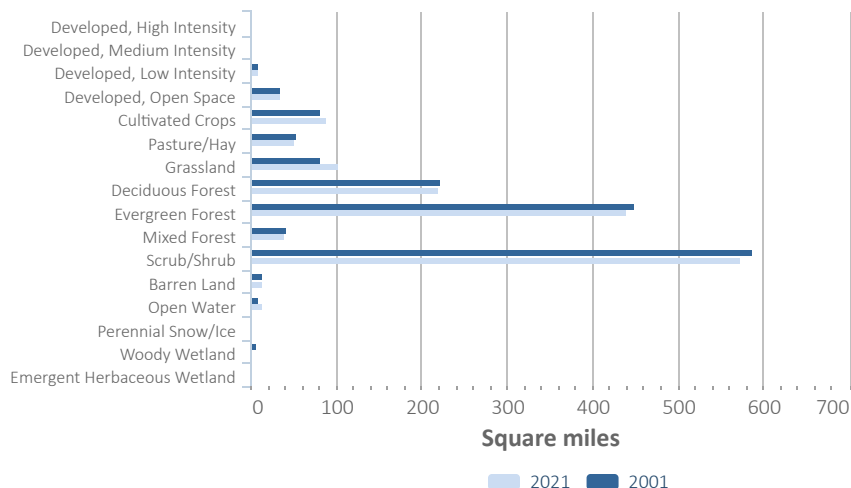 Developed, High Intensity
Developed, Medium Intensity
Developed, Low Intensity
Developed, Open Space
Cultivated Crops
Pasture/Hay
Grassland
Deciduous Forest
Evergreen Forest
Mixed Forest
Scrub/Shrub
Barren Land
Open Water
Perennial Snow/Ice
Woody Wetland
Emergent Herbaceous Wetland
0 100 200 300 400 500 600 700
Square miles
2021 2001